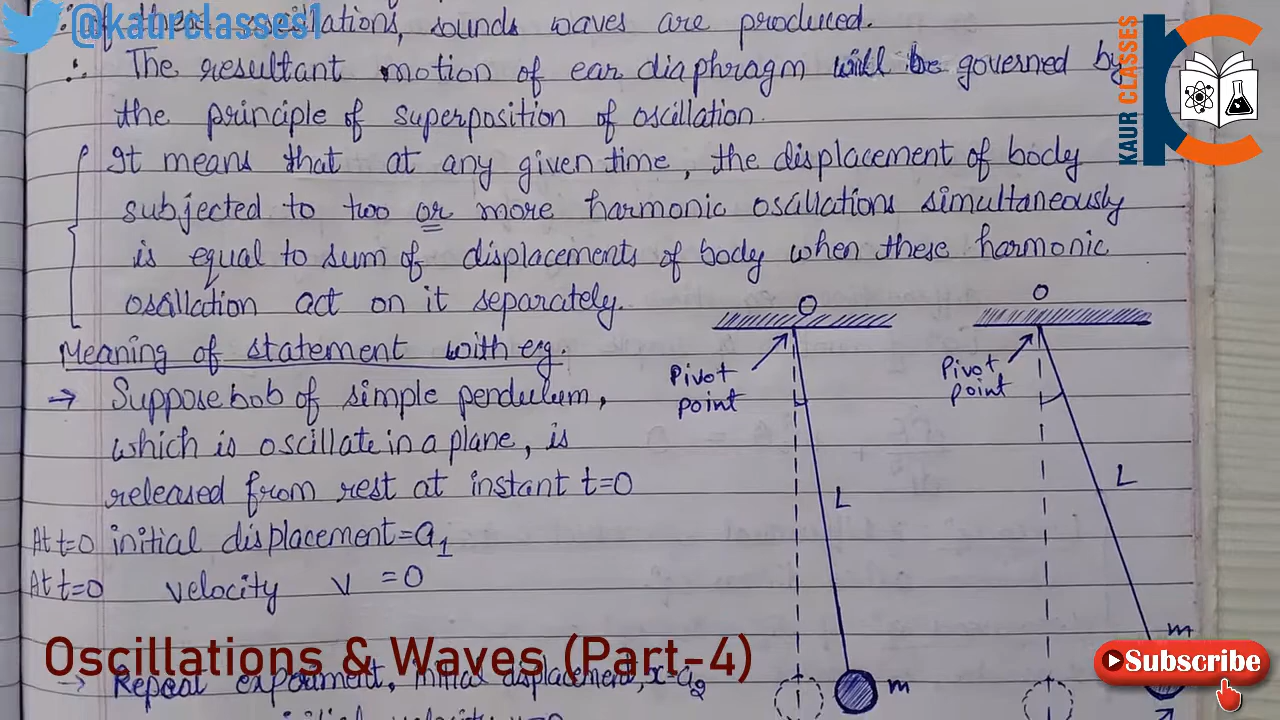 @kaurclasses1
oscillations, sounds waves are produced.
∴ The resultant motion of ear diaphragm will be governed by
the principle of superposition of oscillation.
It means that at any given time, the displacement of body
subjected to two or more harmonic oscillations simultaneously
is equal to sum of displacements of body when these harmonic
oscillation act on it separately.
Meaning of statement with eg.
→ Suppose bob of simple pendulum,
which is oscillate in a plane, is
released from rest at instant t=0
At t=0 initial displacement = a1
At t=0 velocity v = 0
→ Repeat experiment, initial displacement, x=a2
initial velocity v=0
O
Pivot
point
L
m
O
Pivot
point
L
m
KAUR CLASSES
Oscillations & Waves (Part-4)
Subscribe